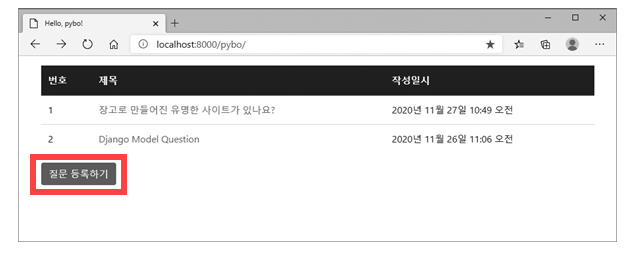 Hello, pybo!
localhost:8000/pybo/
번호 제목 작성일시
1 장고로 만들어진 유명한 사이트가 있나요? 2020년 11월 27일 10:49 오전
2 Django Model Question 2020년 11월 26일 11:06 오전
질문 등록하기